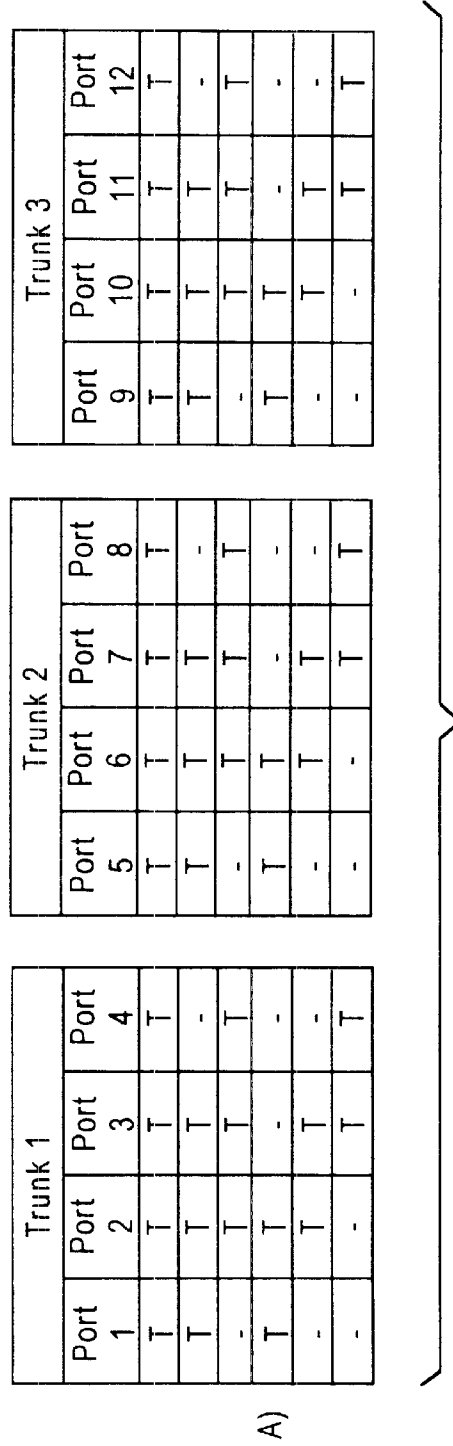 Trunk 1 Trunk 2 Trunk 3
Port Port Port Port Port Port Port Port Port Port Port Port
1 2 3 4 5 6 7 8 9 10 11 12
T T T T T T T T T T T T
T T T - T T T - T T T -
- T T T - T T T - T T T
A) T T - - T T - - T T - -
- T T - - T T - - T T -
- - T T - - T T - - T T